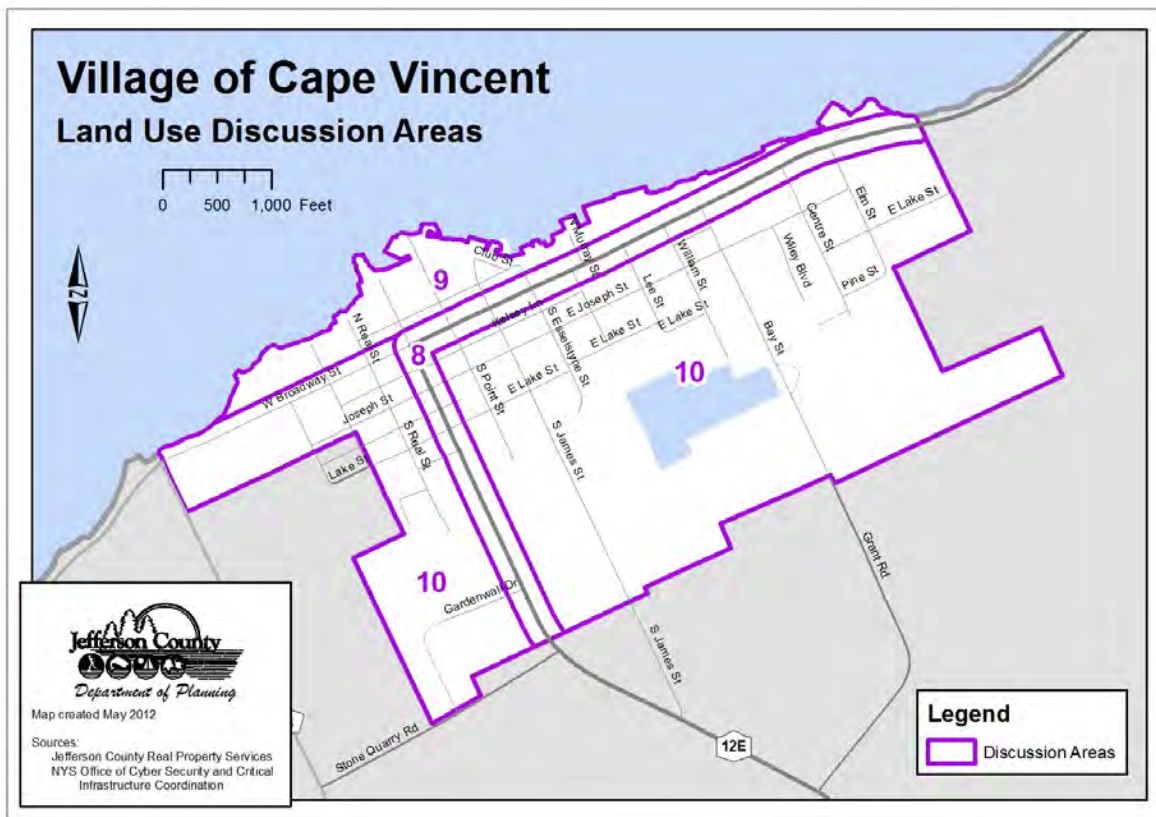 Village of Cape Vincent
Land Use Discussion Areas
0 500 1,000 Feet
N
Club St
N Murray St
9
N Real St
W Broadway St
8
Kelsey Ln
S Esselstyne St
E Joseph St
Lee St
William St
Wiley Blvd
Centre St
Elm St
E Lake St
Pine St
Joseph St
S Point St
E Lake St
E Lake St
E Lake St
Bay St
10
Lake St
S Real St
S James St
10
Gardenwall Dr
Grant Rd
S James St
Stone Quarry Rd
12E
Jefferson County
Department of Planning
Map created May 2012
Sources:
Jefferson County Real Property Services
NYS Office of Cyber Security and Critical
Infrastructure Coordination
Legend
Discussion Areas